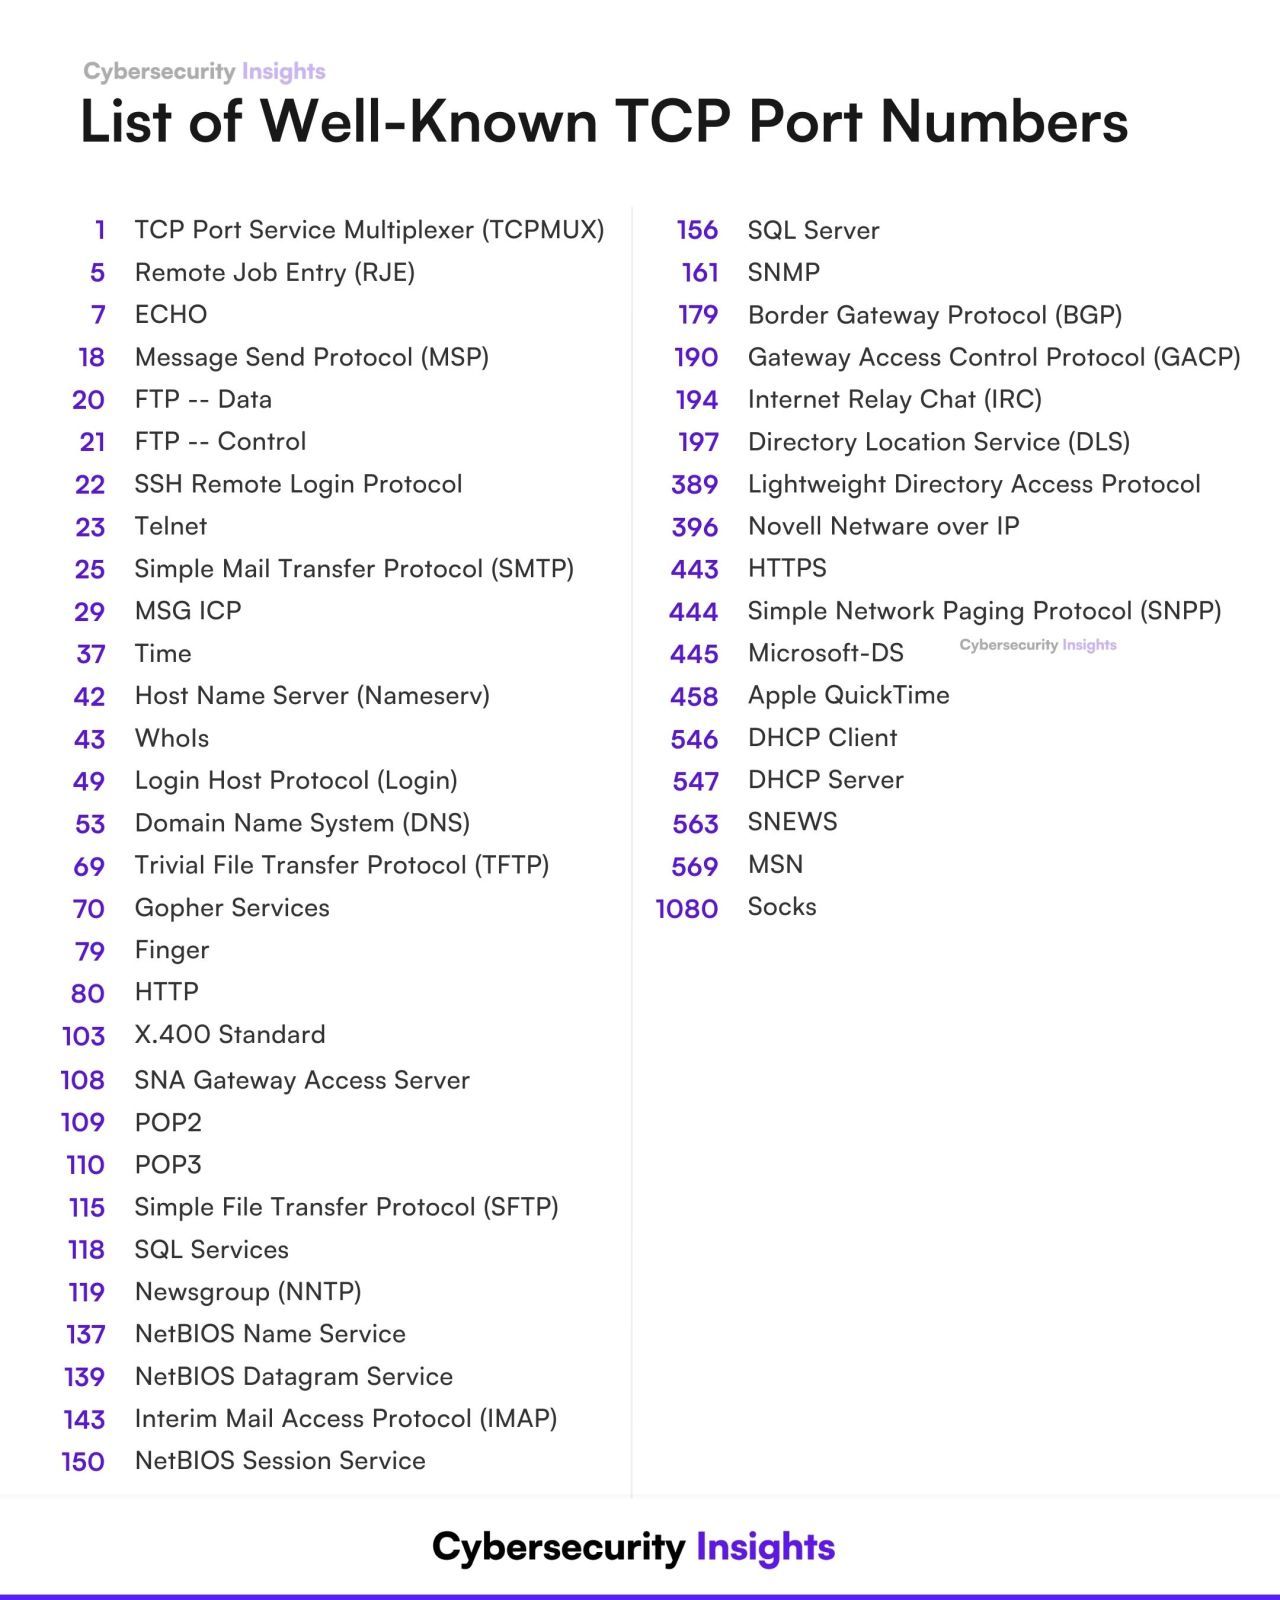 Cybersecurity Insights
List of Well-Known TCP Port Numbers
1 TCP Port Service Multiplexer (TCPMUX)
5 Remote Job Entry (RJE)
7 ECHO
18 Message Send Protocol (MSP)
20 FTP -- Data
21 FTP -- Control
22 SSH Remote Login Protocol
23 Telnet
25 Simple Mail Transfer Protocol (SMTP)
29 MSG ICP
37 Time
42 Host Name Server (Nameserv)
43 WhoIs
49 Login Host Protocol (Login)
53 Domain Name System (DNS)
69 Trivial File Transfer Protocol (TFTP)
70 Gopher Services
79 Finger
80 HTTP
103 X.400 Standard
108 SNA Gateway Access Server
109 POP2
110 POP3
115 Simple File Transfer Protocol (SFTP)
118 SQL Services
119 Newsgroup (NNTP)
137 NetBIOS Name Service
139 NetBIOS Datagram Service
143 Interim Mail Access Protocol (IMAP)
150 NetBIOS Session Service
156 SQL Server
161 SNMP
179 Border Gateway Protocol (BGP)
190 Gateway Access Control Protocol (GACP)
194 Internet Relay Chat (IRC)
197 Directory Location Service (DLS)
389 Lightweight Directory Access Protocol
396 Novell Netware over IP
443 HTTPS
444 Simple Network Paging Protocol (SNPP)
445 Microsoft-DS
Cybersecurity Insights
458 Apple QuickTime
546 DHCP Client
547 DHCP Server
563 SNEWS
569 MSN
1080 Socks
Cybersecurity Insights